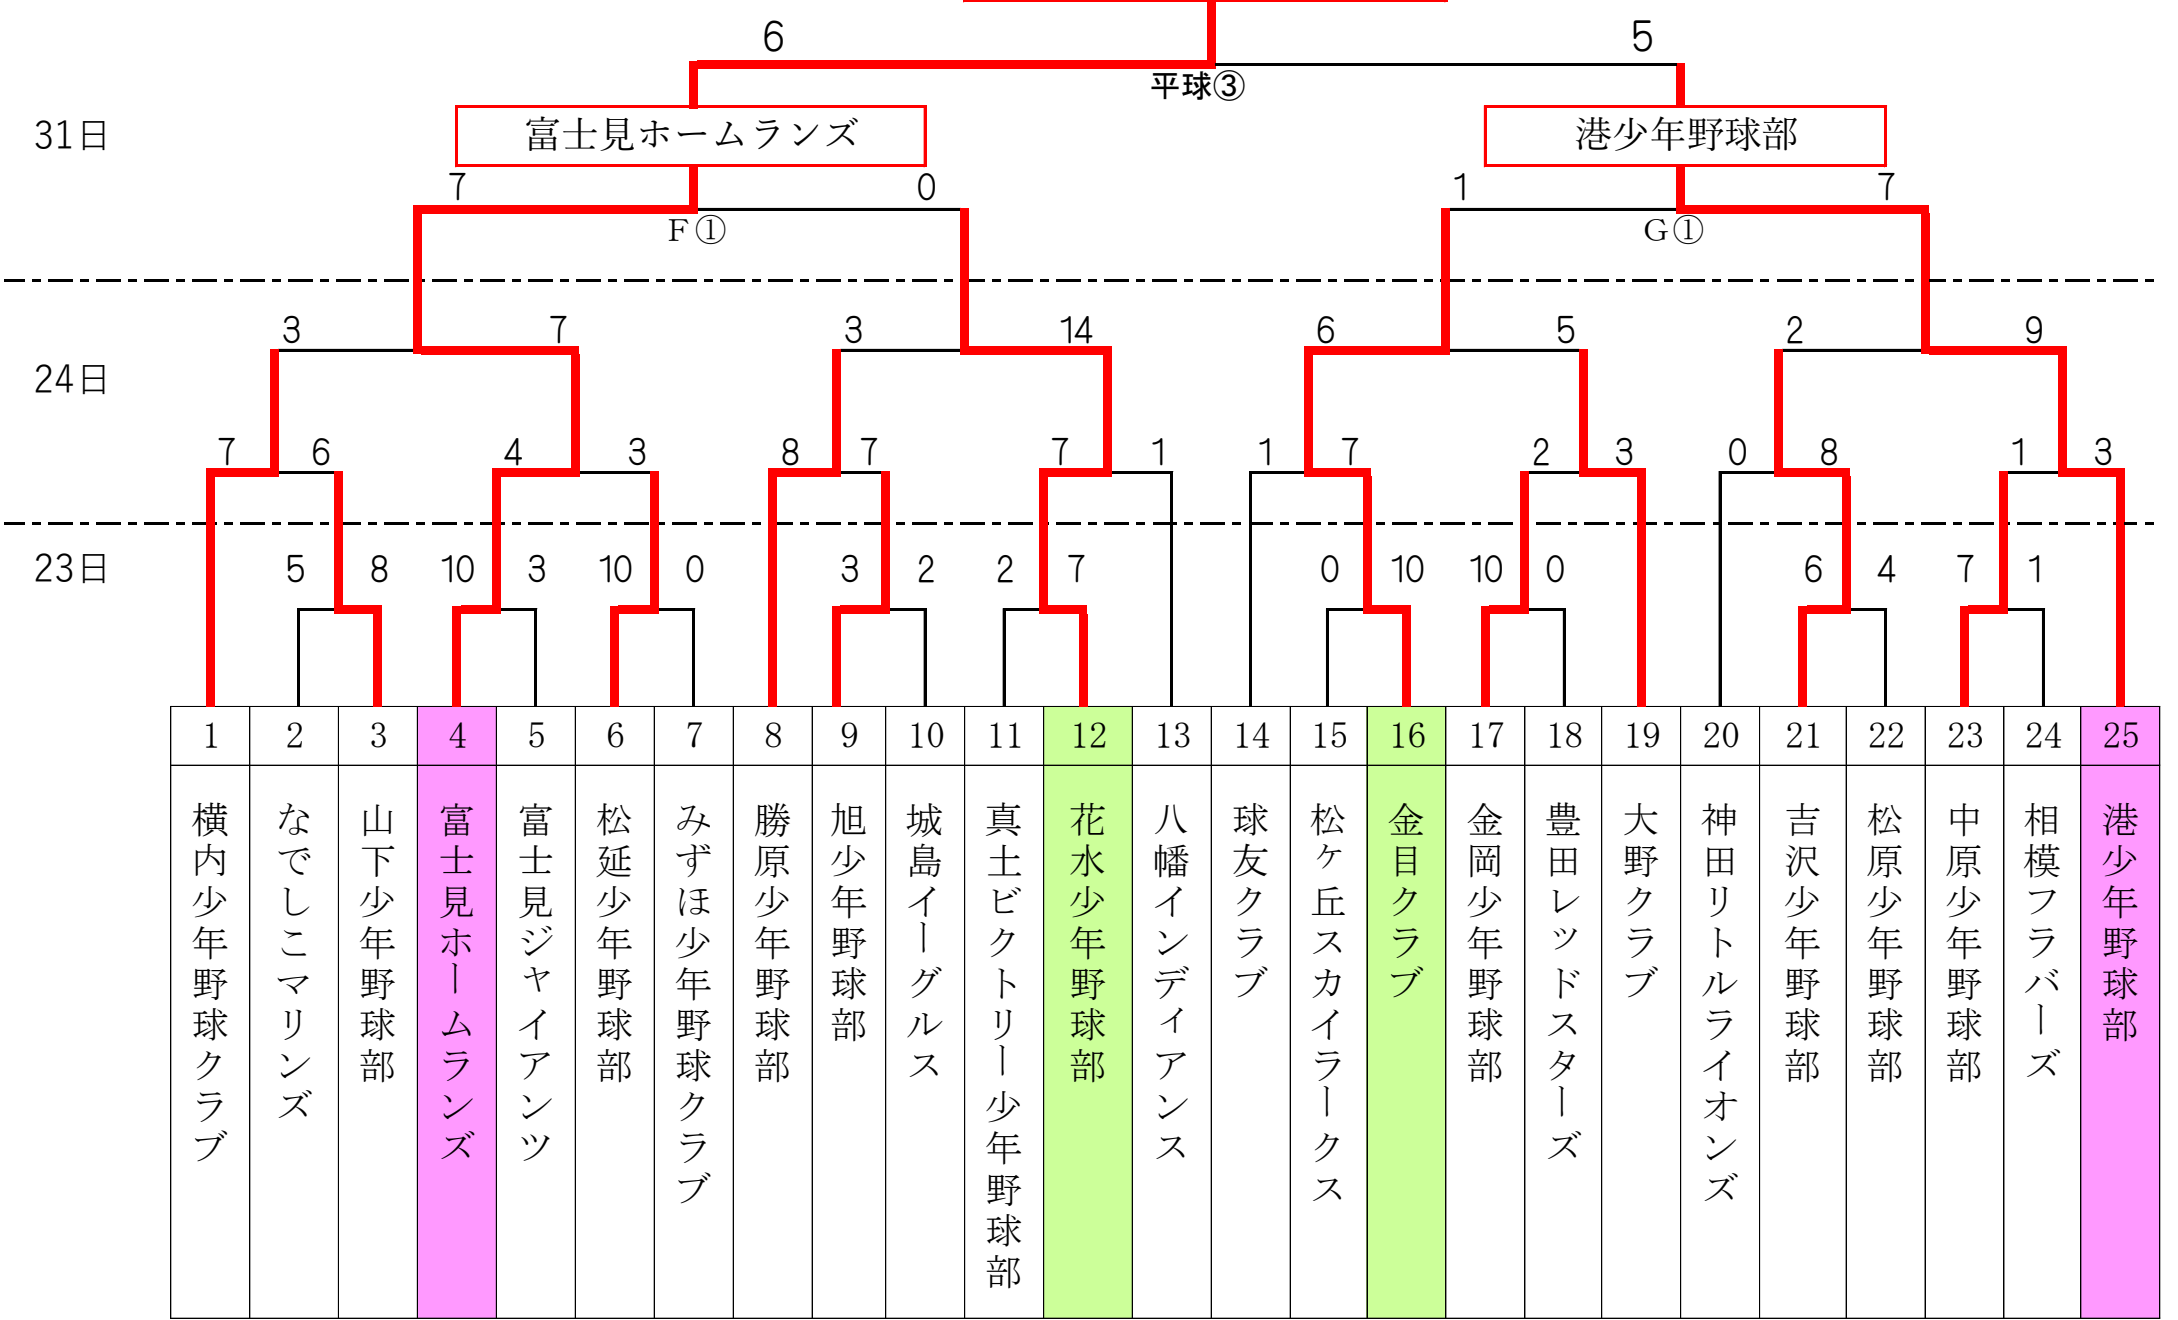 6 5
平球③
31日
富士見ホームランズ 港少年野球部
7 0 1 7
F① G①
3 7 3 14 6 5 2 9
24日
7 6 4 3 8 7 7 1 1 7 2 3 0 8 1 3
23日
5 8 10 3 10 0 3 2 2 7 0 10 10 0 6 4 7 1
1 2 3 4 5 6 7 8 9 10 11 12 13 14 15 16 17 18 19 20 21 22 23 24 25
横内少年野球クラブ
なでしこマリンズ
山下少年野球部
富士見ホームランズ
富士見ジャイアンツ
松延少年野球部
みずほ少年野球クラブ
勝原少年野球部
旭少年野球部
城島イーグルス
真土ビクトリー少年野球部
花水少年野球部
八幡インディアンス
球友クラブ
松ケ丘スカイラークス
金目クラブ
金岡少年野球部
豊田レッドスターズ
大野クラブ
神田リトルライオンズ
吉沢少年野球部
松原少年野球部
中原少年野球部
相模フラバーズ
港少年野球部